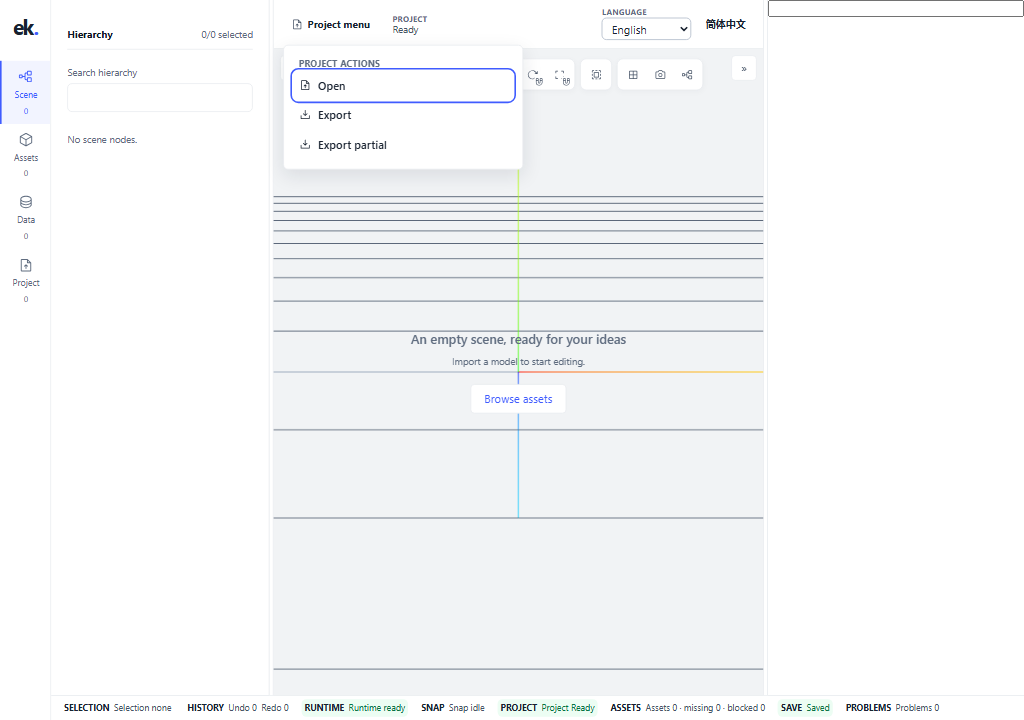 ek.
Scene
0
Assets
0
Data
0
Project
0
Hierarchy
0/0 selected
Search hierarchy
No scene nodes.
Project menu
PROJECT
Ready
LANGUAGE
English
简体中文
PROJECT ACTIONS
Open
Export
Export partial
»
An empty scene, ready for your ideas
Import a model to start editing.
Browse assets
SELECTION Selection none HISTORY Undo 0 Redo 0 RUNTIME Runtime ready SNAP Snap idle PROJECT Project Ready ASSETS Assets 0 · missing 0 · blocked 0 SAVE Saved PROBLEMS Problems 0